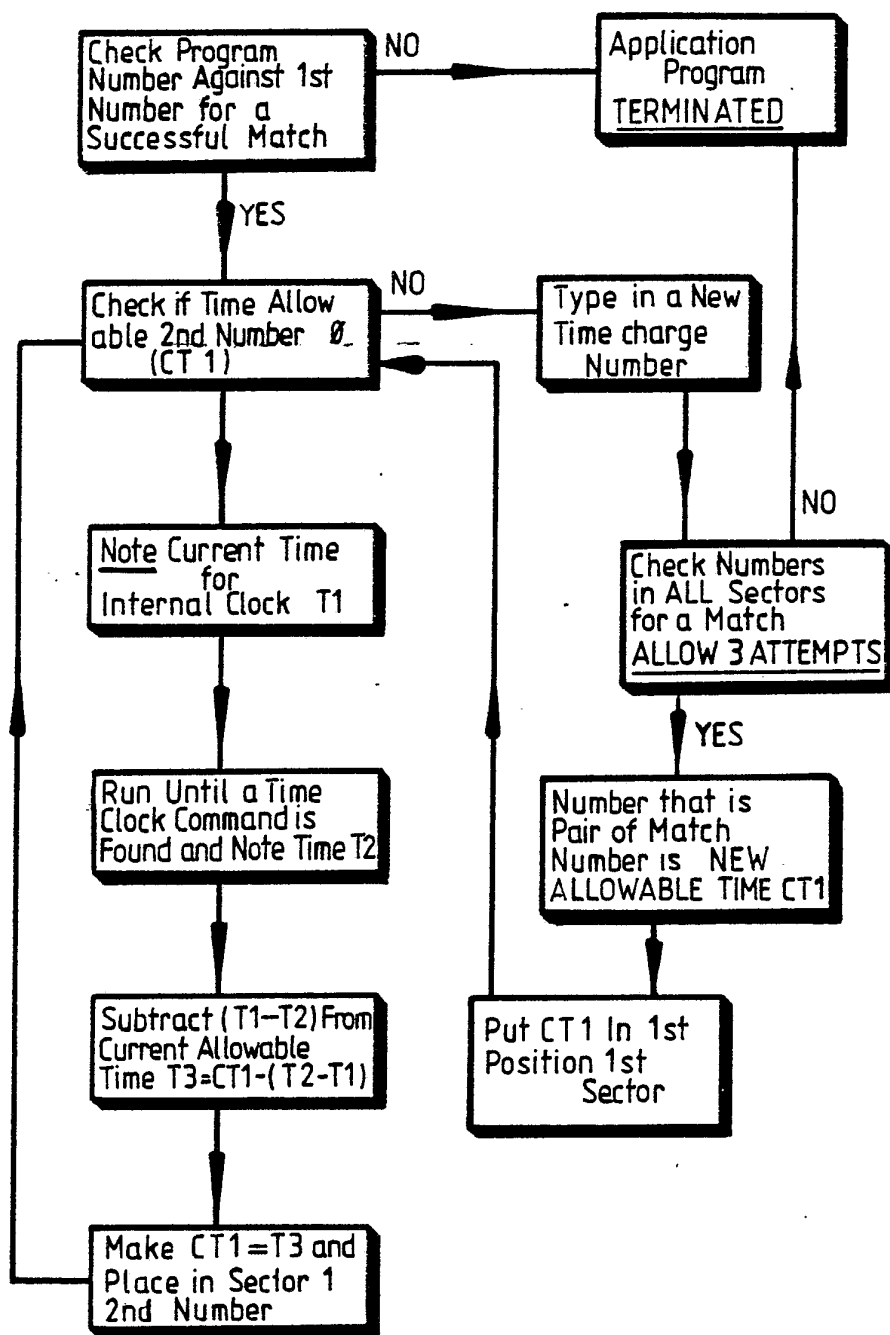 Check Program
Number Against 1st
Number for a
Successful Match
NO
Application
Program
TERMINATED
YES
Check if Time Allow
able 2nd Number Ø
(CT 1)
NO
Type in a New
Time charge
Number
Note Current Time
for
Internal Clock T1
NO
Check Numbers
in ALL Sectors
for a Match
ALLOW 3 ATTEMPTS
YES
Run Until a Time
Clock Command is
Found and Note Time T2
Number that is
Pair of Match
Number is NEW
ALLOWABLE TIME CT1
Subtract (T1-T2) From
Current Allowable
Time T3=CT1-(T2-T1)
Put CT1 In 1st
Position 1st
Sector
Make CT1=T3 and
Place in Sector 1
2nd Number